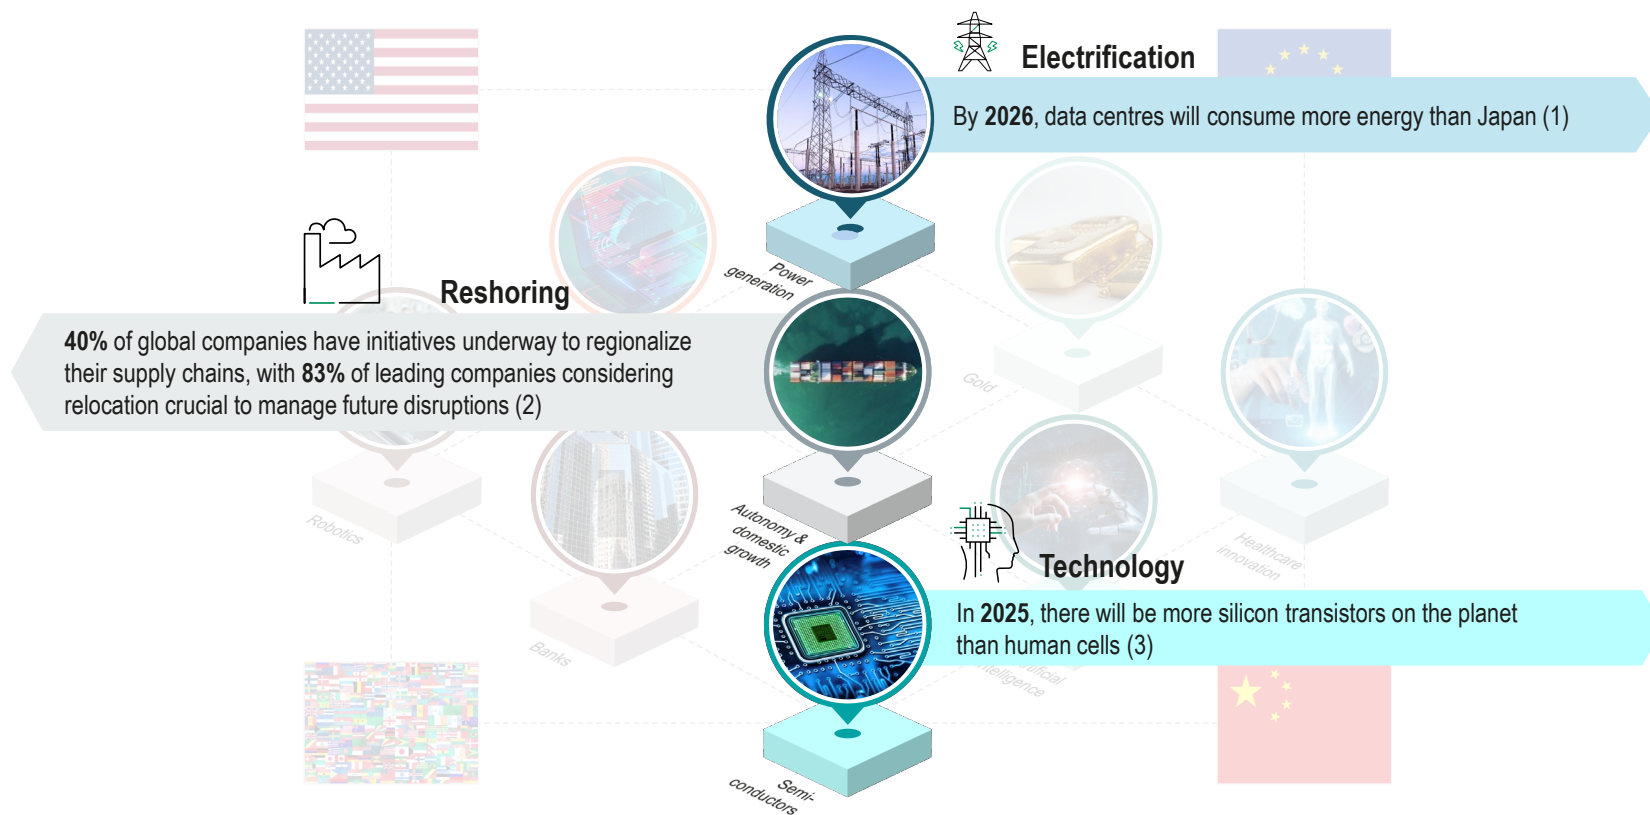 Electrification
By 2026, data centres will consume more energy than Japan (1)
Power
generation
Reshoring
40% of global companies have initiatives underway to regionalize
their supply chains, with 83% of leading companies considering
relocation crucial to manage future disruptions (2)
Gold
Robotics
Autonomy &
domestic
growth
Healthcare
innovation
Technology
In 2025, there will be more silicon transistors on the planet
than human cells (3)
Banks
Semi-
conductors